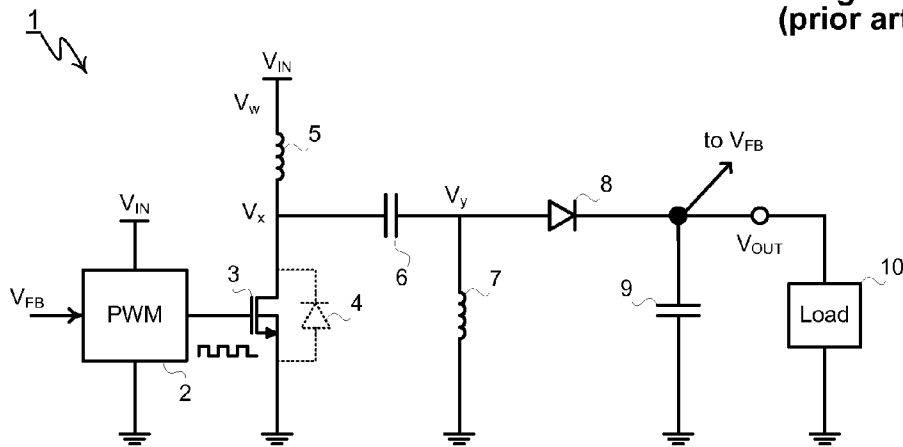 1
(prior art
V_IN
V_w
5
to V_FB
8
V_IN
V_x
V_y
V_OUT
6
7
9
10
3
4
V_FB
PWM
Load
2